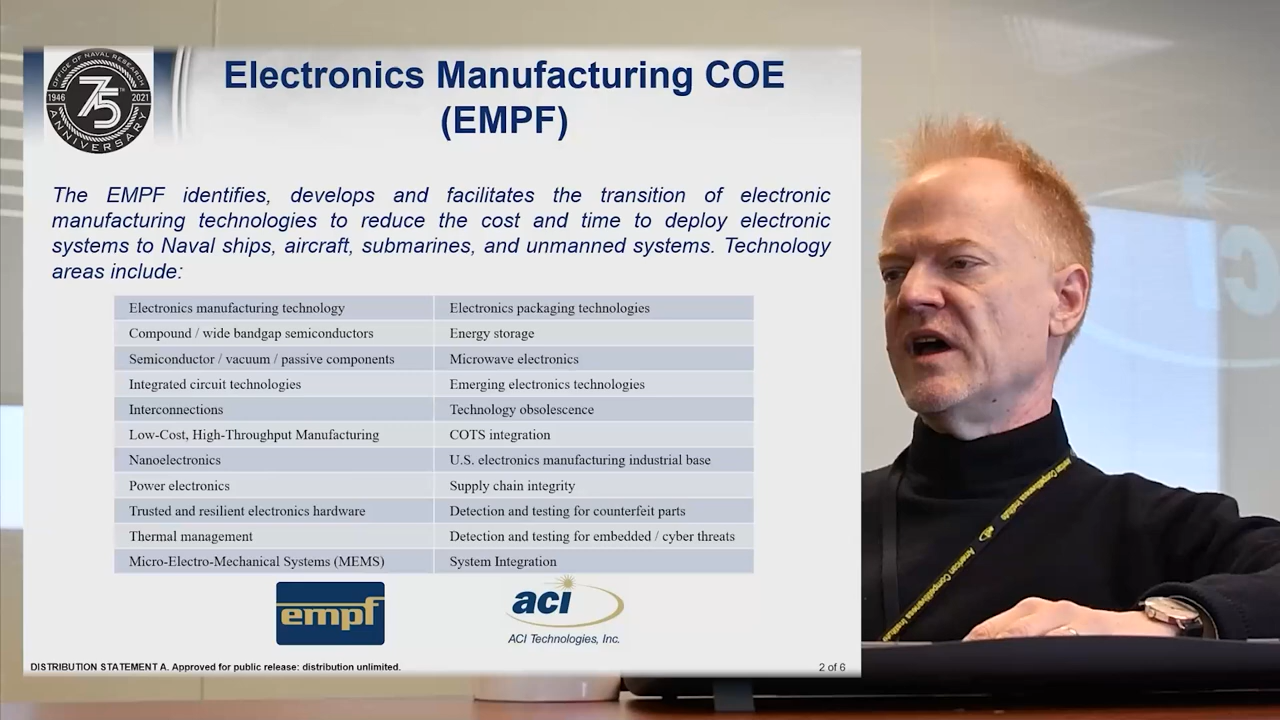 OFFICE OF NAVAL RESEARCH
1946 75TH 2021
ANNIVERSARY
Electronics Manufacturing COE
(EMPF)
The EMPF identifies, develops and facilitates the transition of electronic
manufacturing technologies to reduce the cost and time to deploy electronic
systems to Naval ships, aircraft, submarines, and unmanned systems. Technology
areas include:
Electronics manufacturing technology Electronics packaging technologies
Compound / wide bandgap semiconductors Energy storage
Semiconductor / vacuum / passive components Microwave electronics
Integrated circuit technologies Emerging electronics technologies
Interconnections Technology obsolescence
Low-Cost, High-Throughput Manufacturing COTS integration
Nanoelectronics U.S. electronics manufacturing industrial base
Power electronics Supply chain integrity
Trusted and resilient electronics hardware Detection and testing for counterfeit parts
Thermal management Detection and testing for embedded / cyber threats
Micro-Electro-Mechanical Systems (MEMS) System Integration
empf
aci
ACI Technologies, Inc.
DISTRIBUTION STATEMENT A. Approved for public release: distribution unlimited.
2 of 6
American Competitiveness Institute